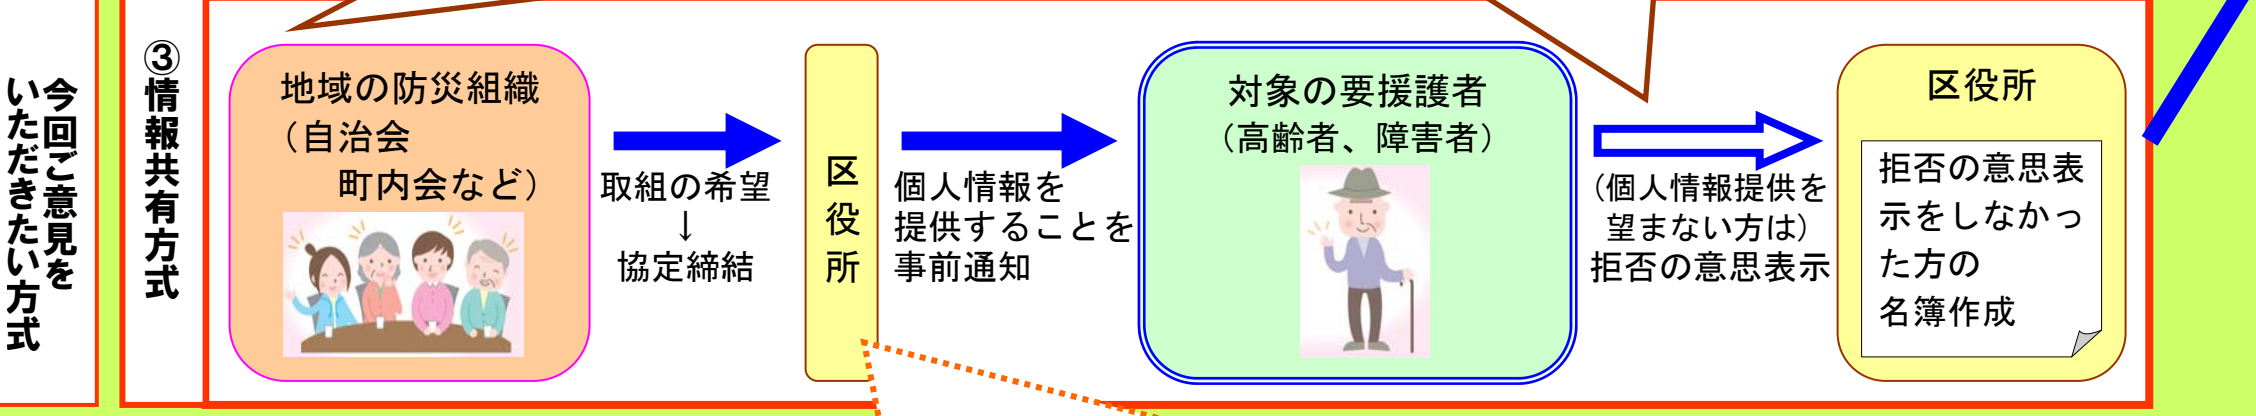 今回ご意見を
いただきたい方式
③情報共有方式
地域の防災組織
（自治会
町内会など）
取組の希望
↓
協定締結
区役所
個人情報を
提供することを
事前通知
対象の要援護者
（高齢者、障害者）
（個人情報提供を
望まない方は）
拒否の意思表示
区役所
拒否の意思表
示をしなかっ
た方の
名簿作成